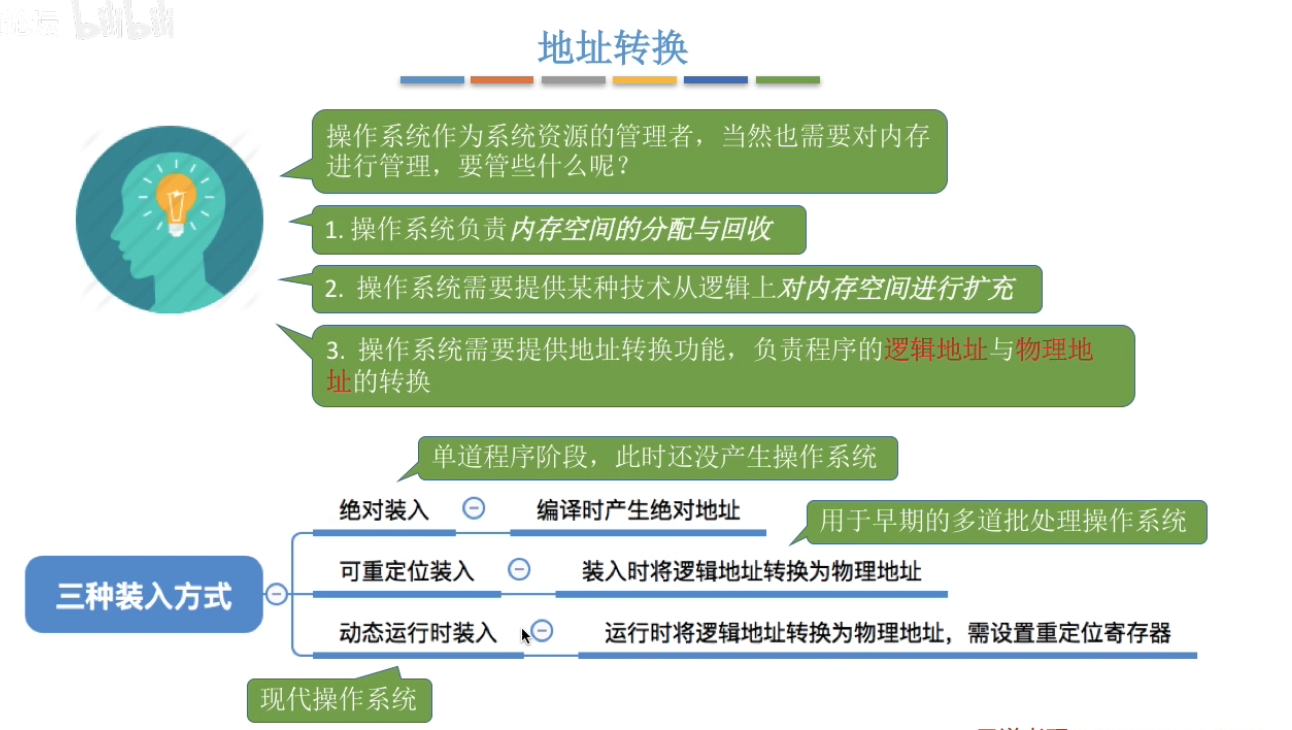 论坛 bilibili
地址转换
操作系统作为系统资源的管理者，当然也需要对内存
进行管理，要管些什么呢？
1. 操作系统负责内存空间的分配与回收
2. 操作系统需要提供某种技术从逻辑上对内存空间进行扩充
3. 操作系统需要提供地址转换功能，负责程序的逻辑地址与物理地
址的转换
单道程序阶段，此时还没产生操作系统
绝对装入
编译时产生绝对地址
用于早期的多道批处理操作系统
可重定位装入
装入时将逻辑地址转换为物理地址
三种装入方式
动态运行时装入
运行时将逻辑地址转换为物理地址，需设置重定位寄存器
现代操作系统